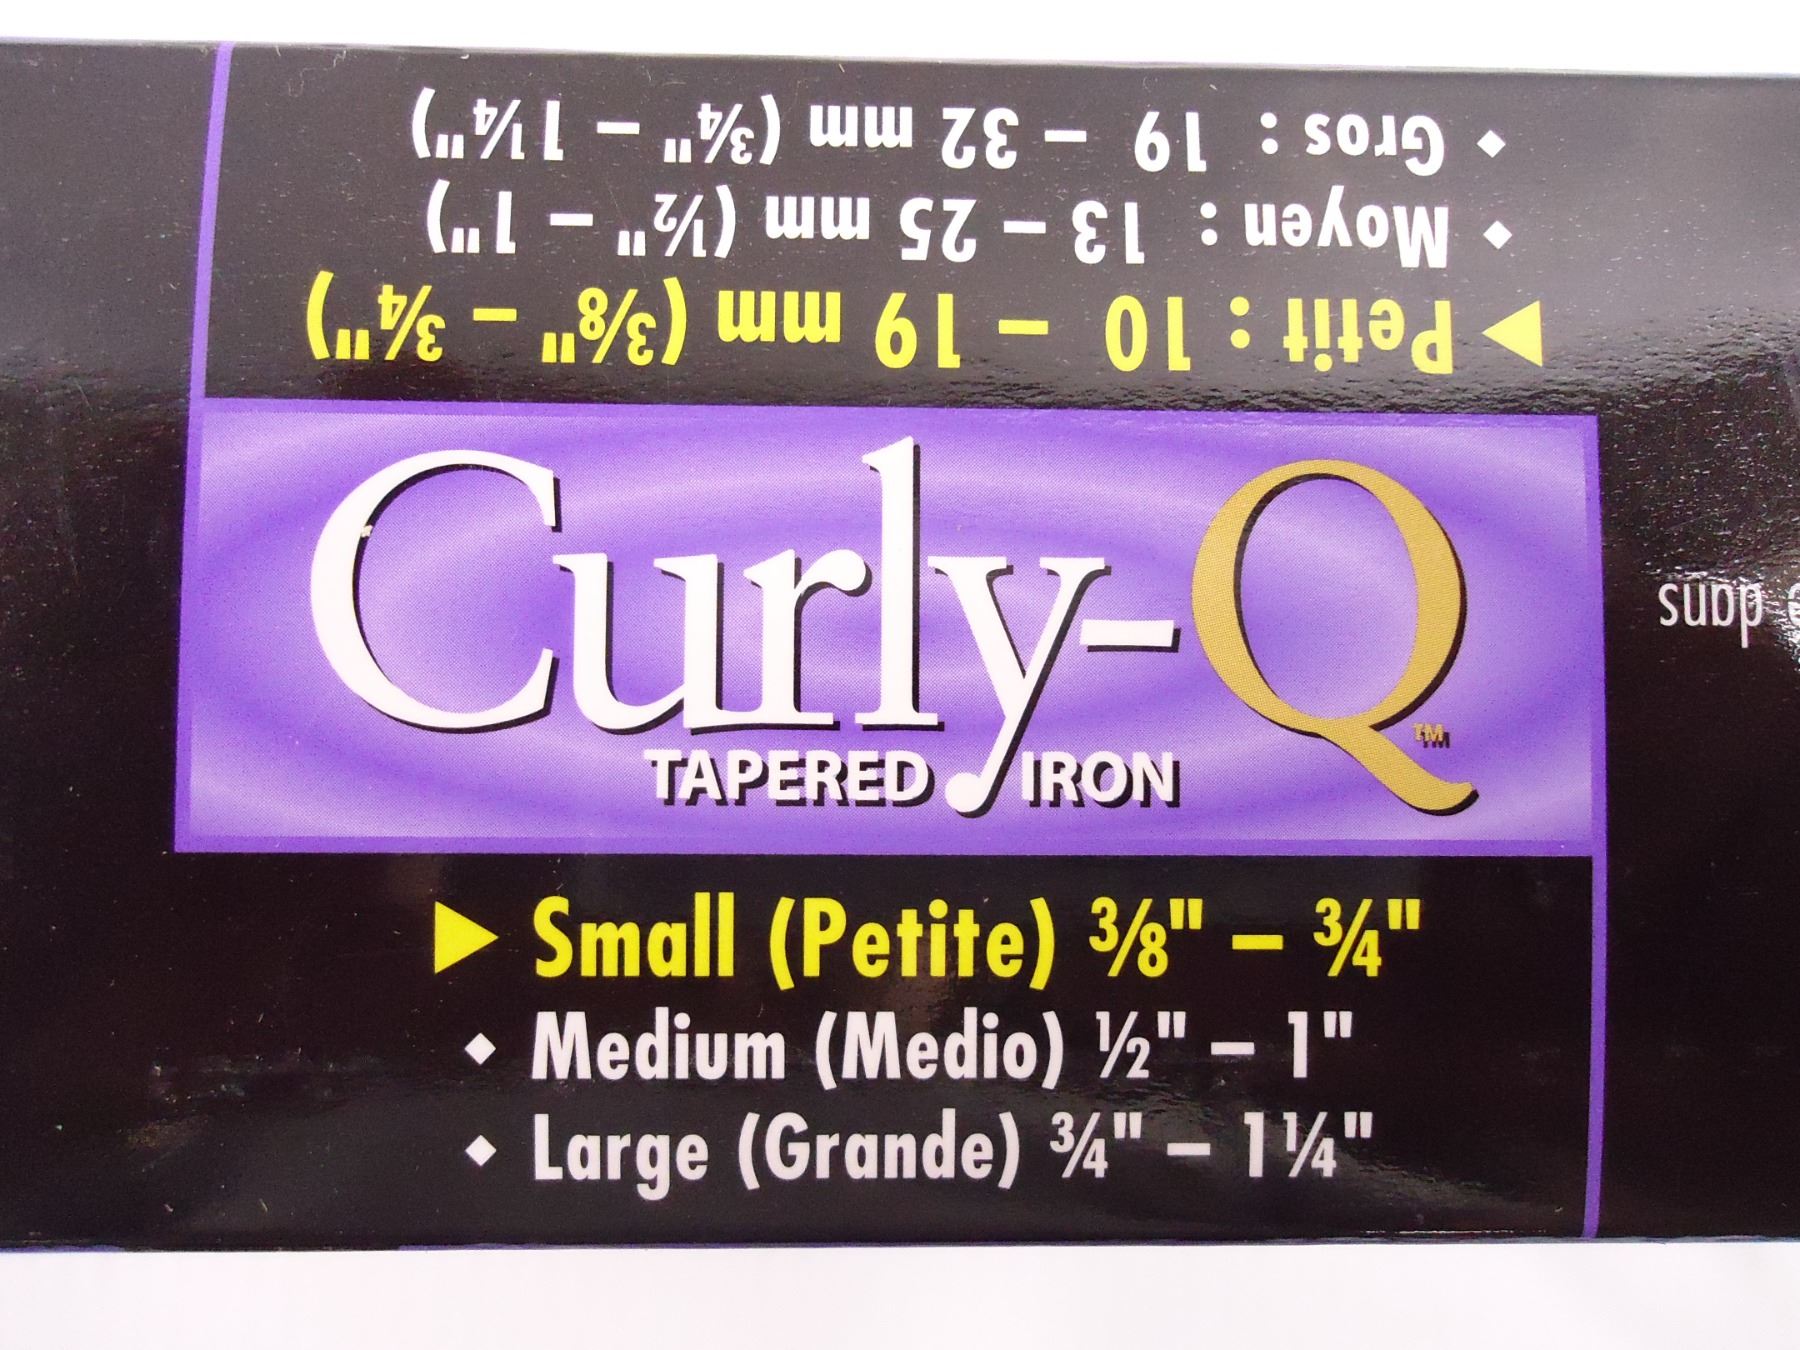 ▶ Petit : 10 – 19 mm (3⁄8" – ¾")
◆ Moyen : 13 – 25 mm (½" – 1")
◆ Gros : 19 – 32 mm (¾" – 1¼")
Curly-Q™
TAPERED IRON
▶ Small (Petite) ⅜" – ¾"
◆ Medium (Medio) ½" – 1"
◆ Large (Grande) ¾" – 1¼"
dans